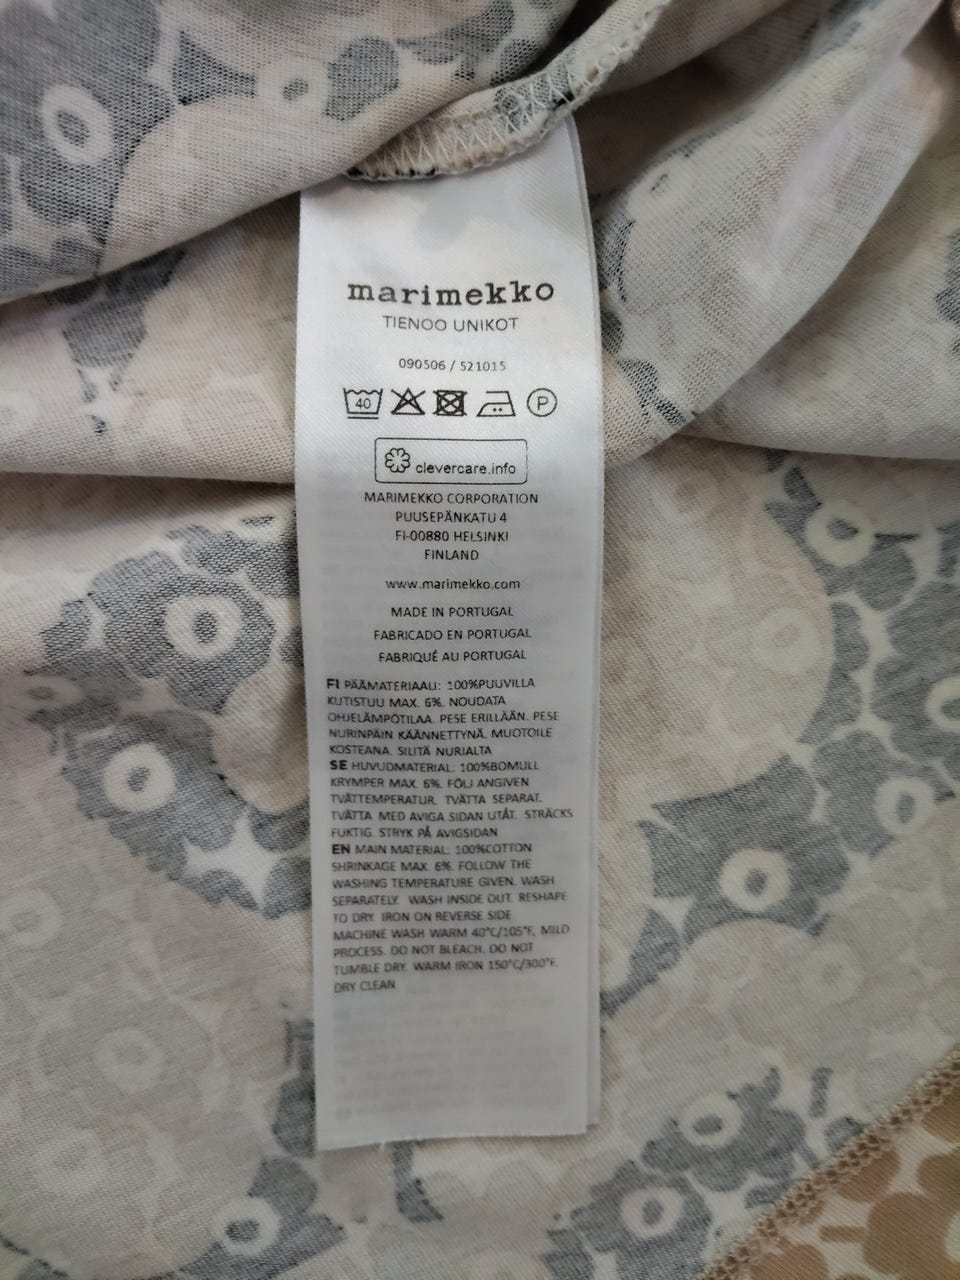 marimekko
TIENOO UNIKOT
090506 / 521015
40 P
clevercare.info
MARIMEKKO CORPORATION
PUUSEPÄNKATU 4
FI-00880 HELSINKI
FINLAND
www.marimekko.com
MADE IN PORTUGAL
FABRICADO EN PORTUGAL
FABRIQUÉ AU PORTUGAL
FI PÄÄMATERIAALI: 100%PUUVILLA
KUTISTUU MAX. 6%. NOUDATA
OHJELÄMPÖTILAA. PESE ERILLÄÄN. PESE
NURINPÄIN KÄÄNNETTYNÄ. MUOTOILE
KOSTEANA. SILITÄ NURJALTA
SE HUVUDMATERIAL: 100%BOMULL
KRYMPER MAX. 6%. FÖLJ ANGIVEN
TVÄTTEMPERATUR. TVÄTTA SEPARAT.
TVÄTTA MED AVIGA SIDAN UTÅT. STRÄCKS
FUKTIG. STRYK PÅ AVIGSIDAN
EN MAIN MATERIAL: 100%COTTON
SHRINKAGE MAX. 6%. FOLLOW THE
WASHING TEMPERATURE GIVEN. WASH
SEPARATELY. WASH INSIDE OUT. RESHAPE
TO DRY. IRON ON REVERSE SIDE
MACHINE WASH WARM 40°C/105°F, MILD
PROCESS. DO NOT BLEACH. DO NOT
TUMBLE DRY. WARM IRON 150°C/300°F.
DRY CLEAN